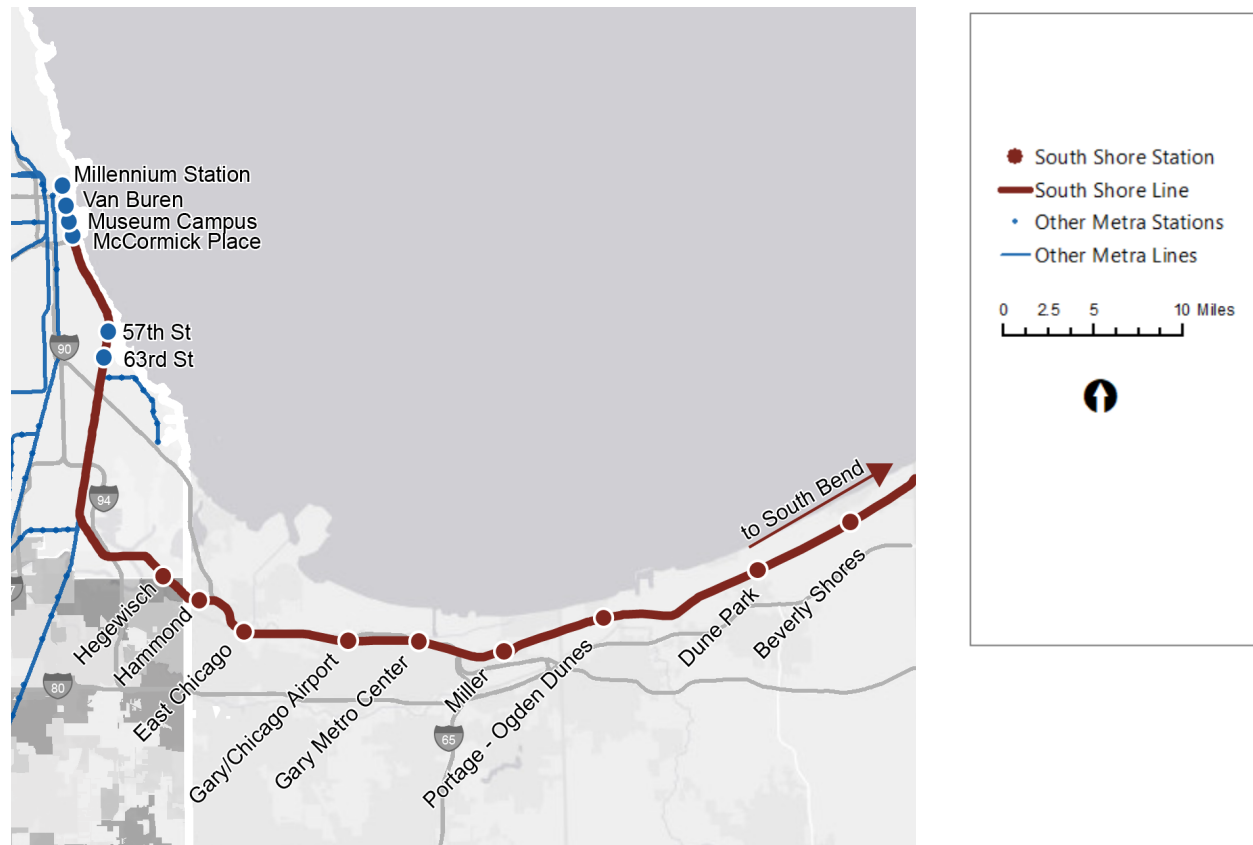 Millennium Station
Van Buren
Museum Campus
McCormick Place
57th St
63rd St
90
94
80
65
to South Bend
Hegewisch
Hammond
East Chicago
Gary/Chicago Airport
Gary Metro Center
Miller
Portage - Ogden Dunes
Dune Park
Beverly Shores
South Shore Station
South Shore Line
Other Metra Stations
Other Metra Lines
0 2.5 5 10 Miles